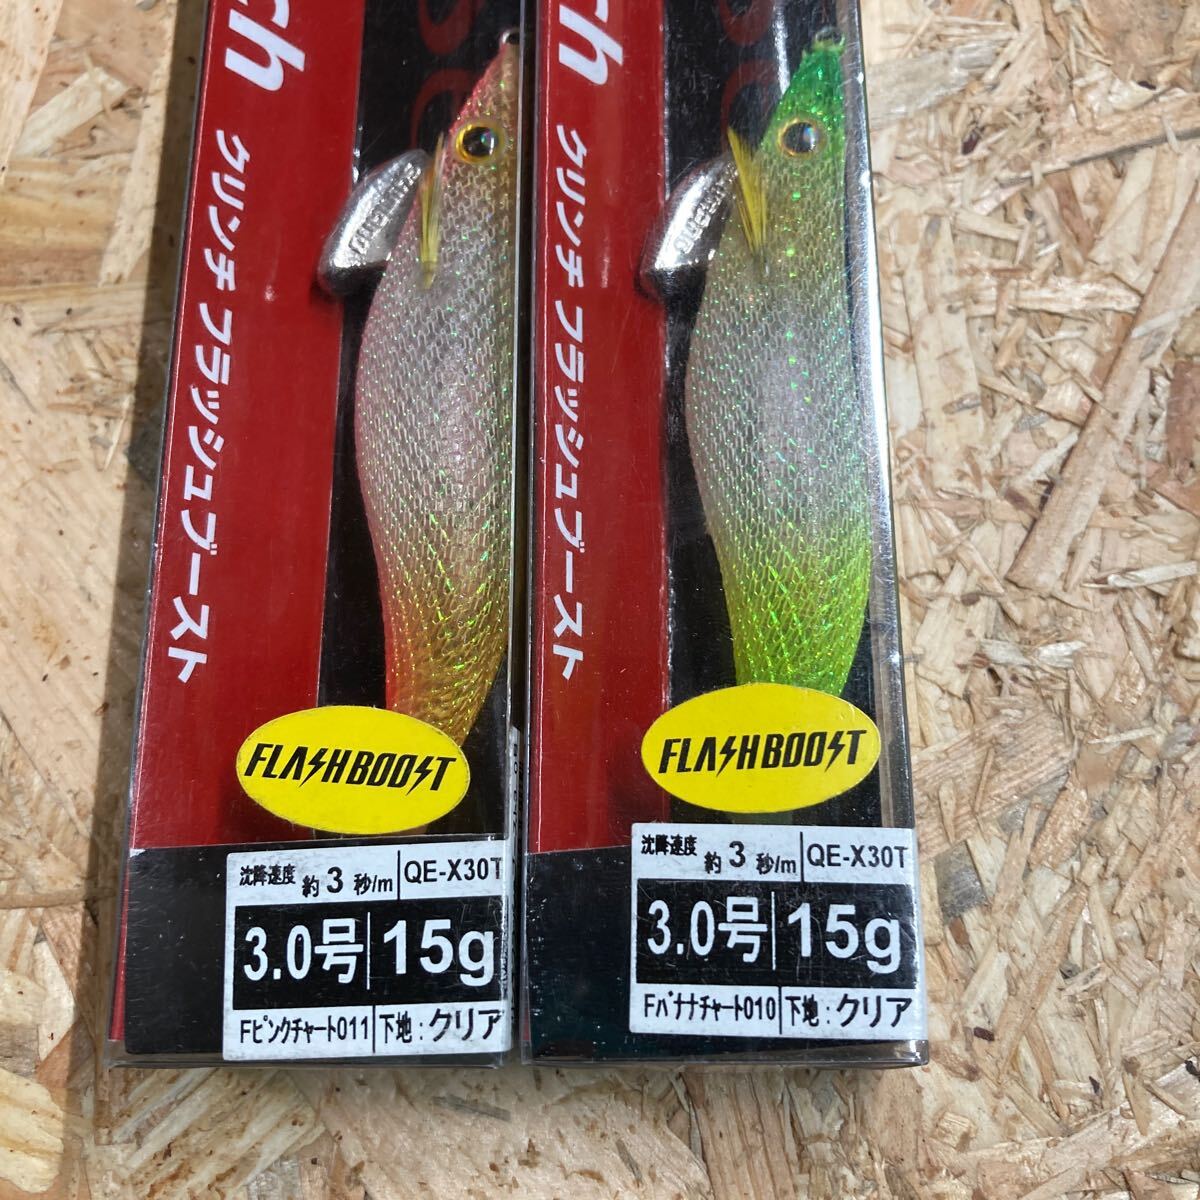 ch
クリンチ フラッシュブースト
FLASHBOOST
沈降速度 約3秒/m
QE-X30T
3.0号
15g
Fピンクチャート011
下地:クリア
ch
クリンチ フラッシュブースト
FLASHBOOST
沈降速度 約3秒/m
QE-X30T
3.0号
15g
Fバナナチャート010
下地:クリア